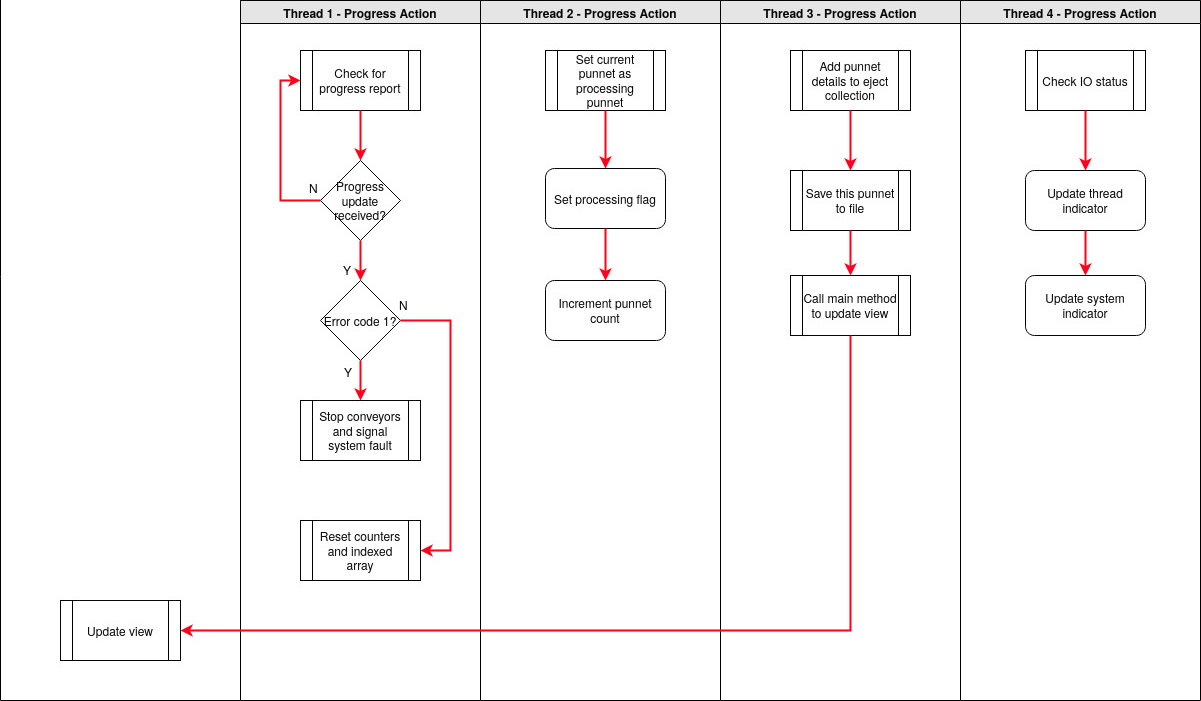 Thread 1 - Progress Action
Thread 2 - Progress Action
Thread 3 - Progress Action
Thread 4 - Progress Action
Check for
progress report
N
Progress
update
received?
Y
N
Error code 1?
Y
Stop conveyors
and signal
system fault
Reset counters
and indexed
array
Set current
punnet as
processing
punnet
Set processing flag
Increment punnet
count
Add punnet
details to eject
collection
Save this punnet
to file
Call main method
to update view
Check IO status
Update thread
indicator
Update system
indicator
Update view